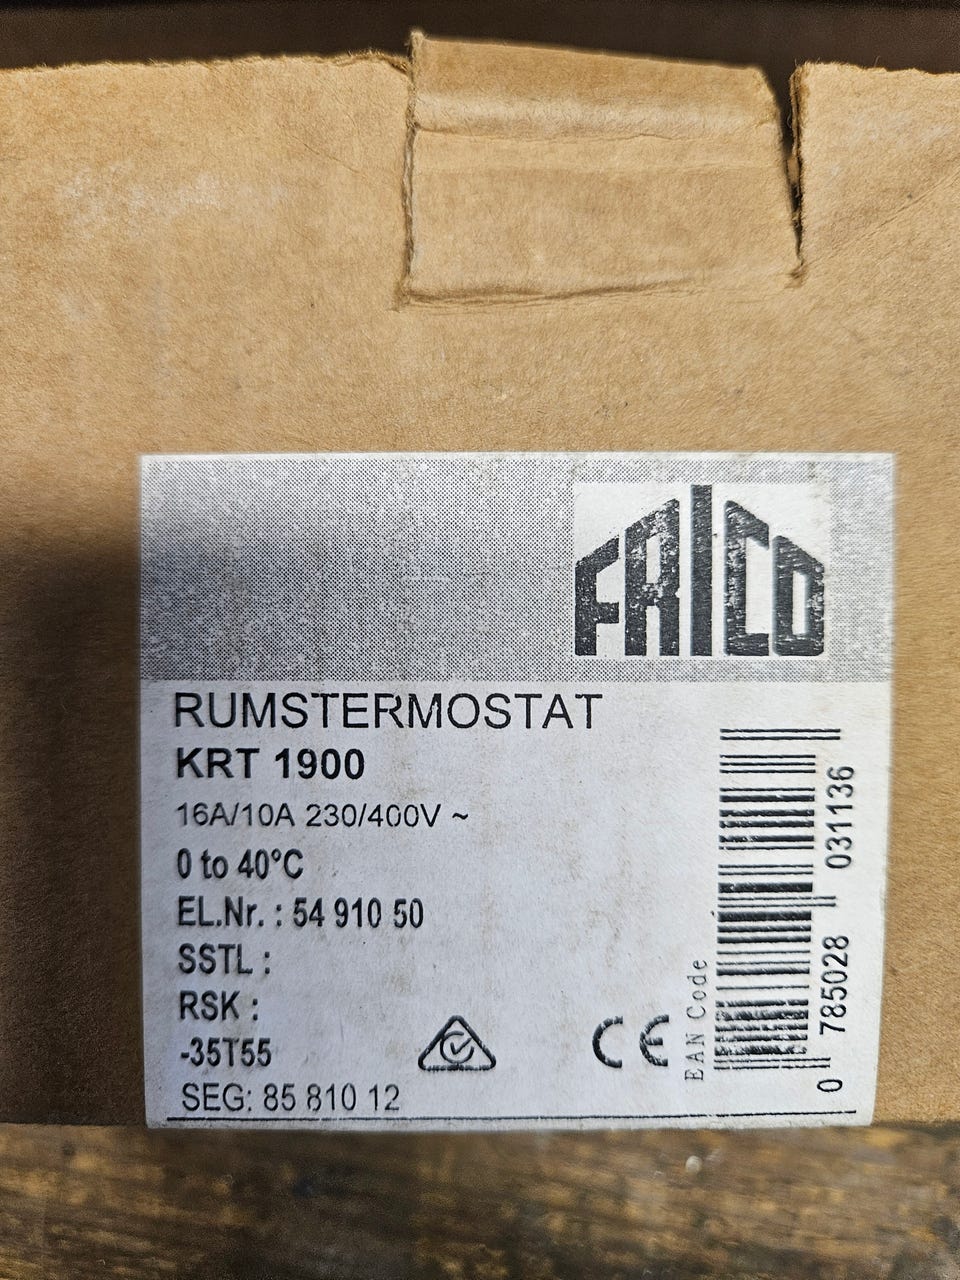 FRICO
RUMSTERMOSTAT
KRT 1900
16A/10A 230/400V ~
0 to 40°C
EL.Nr. : 54 910 50
SSTL :
RSK :
-35T55
SEG: 85 810 12
CE
EAN Code
0 785028 031136